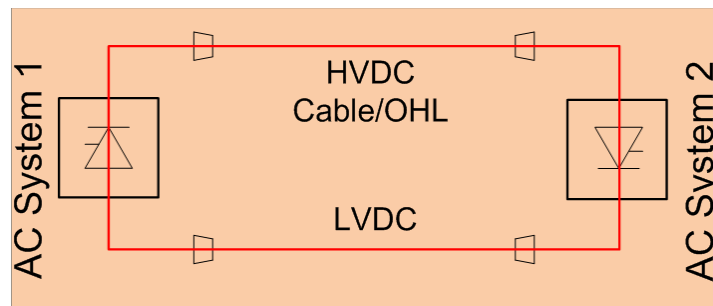 AC System 1
HVDC
Cable/OHL
LVDC
AC System 2